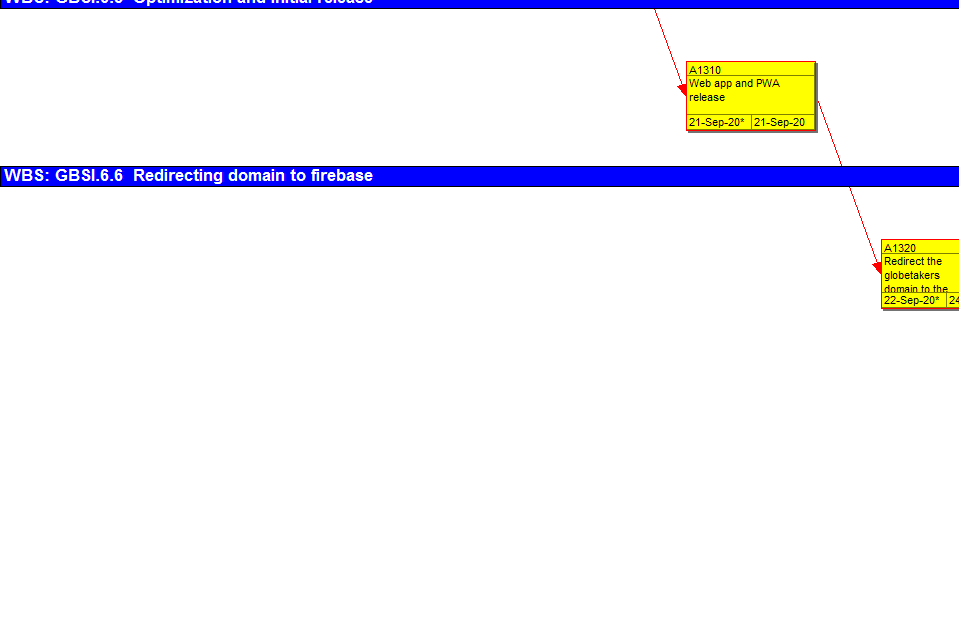 WBS: GBSI.6.5 Optimization and initial release
A1310
Web app and PWA
release
21-Sep-20* 21-Sep-20
WBS: GBSI.6.6 Redirecting domain to firebase
A1320
Redirect the
globetakers
domain to the
22-Sep-20* 24